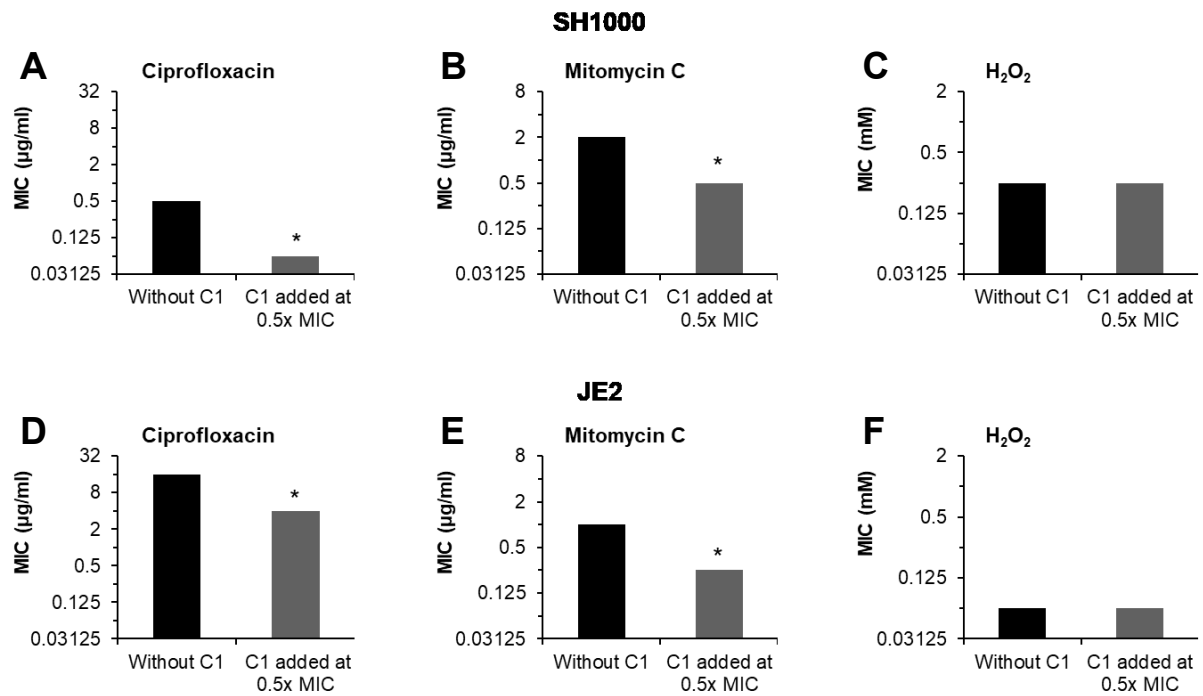 SH1000
A
Ciprofloxacin
MIC (µg/ml)
32
8
2
0.5
0.125
0.03125
Without C1
C1 added at
0.5x MIC
*
B
Mitomycin C
MIC (µg/ml)
8
2
0.5
0.125
0.03125
Without C1
C1 added at
0.5x MIC
*
C
H₂O₂
MIC (mM)
2
0.5
0.125
0.03125
Without C1
C1 added at
0.5x MIC
JE2
D
Ciprofloxacin
MIC (µg/ml)
32
8
2
0.5
0.125
0.03125
Without C1
C1 added at
0.5x MIC
*
E
Mitomycin C
MIC (µg/ml)
8
2
0.5
0.125
0.03125
Without C1
C1 added at
0.5x MIC
*
F
H₂O₂
MIC (mM)
2
0.5
0.125
0.03125
Without C1
C1 added at
0.5x MIC